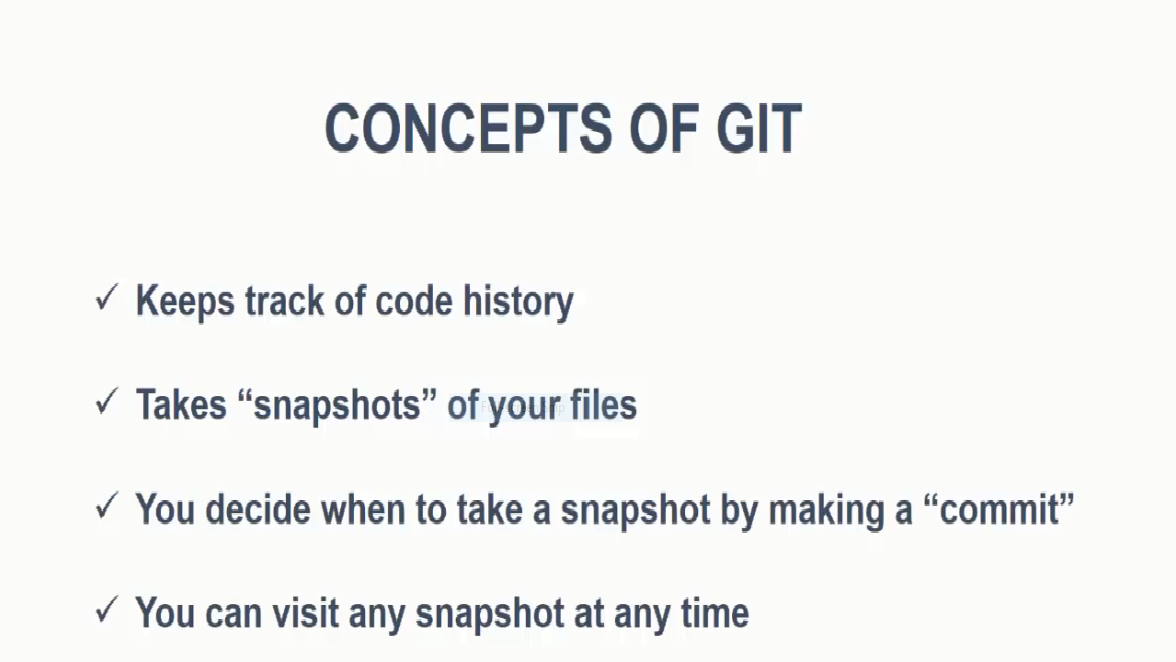 CONCEPTS OF GIT
✓ Keeps track of code history
✓ Takes “snapshots” of your files
✓ You decide when to take a snapshot by making a “commit”
✓ You can visit any snapshot at any time